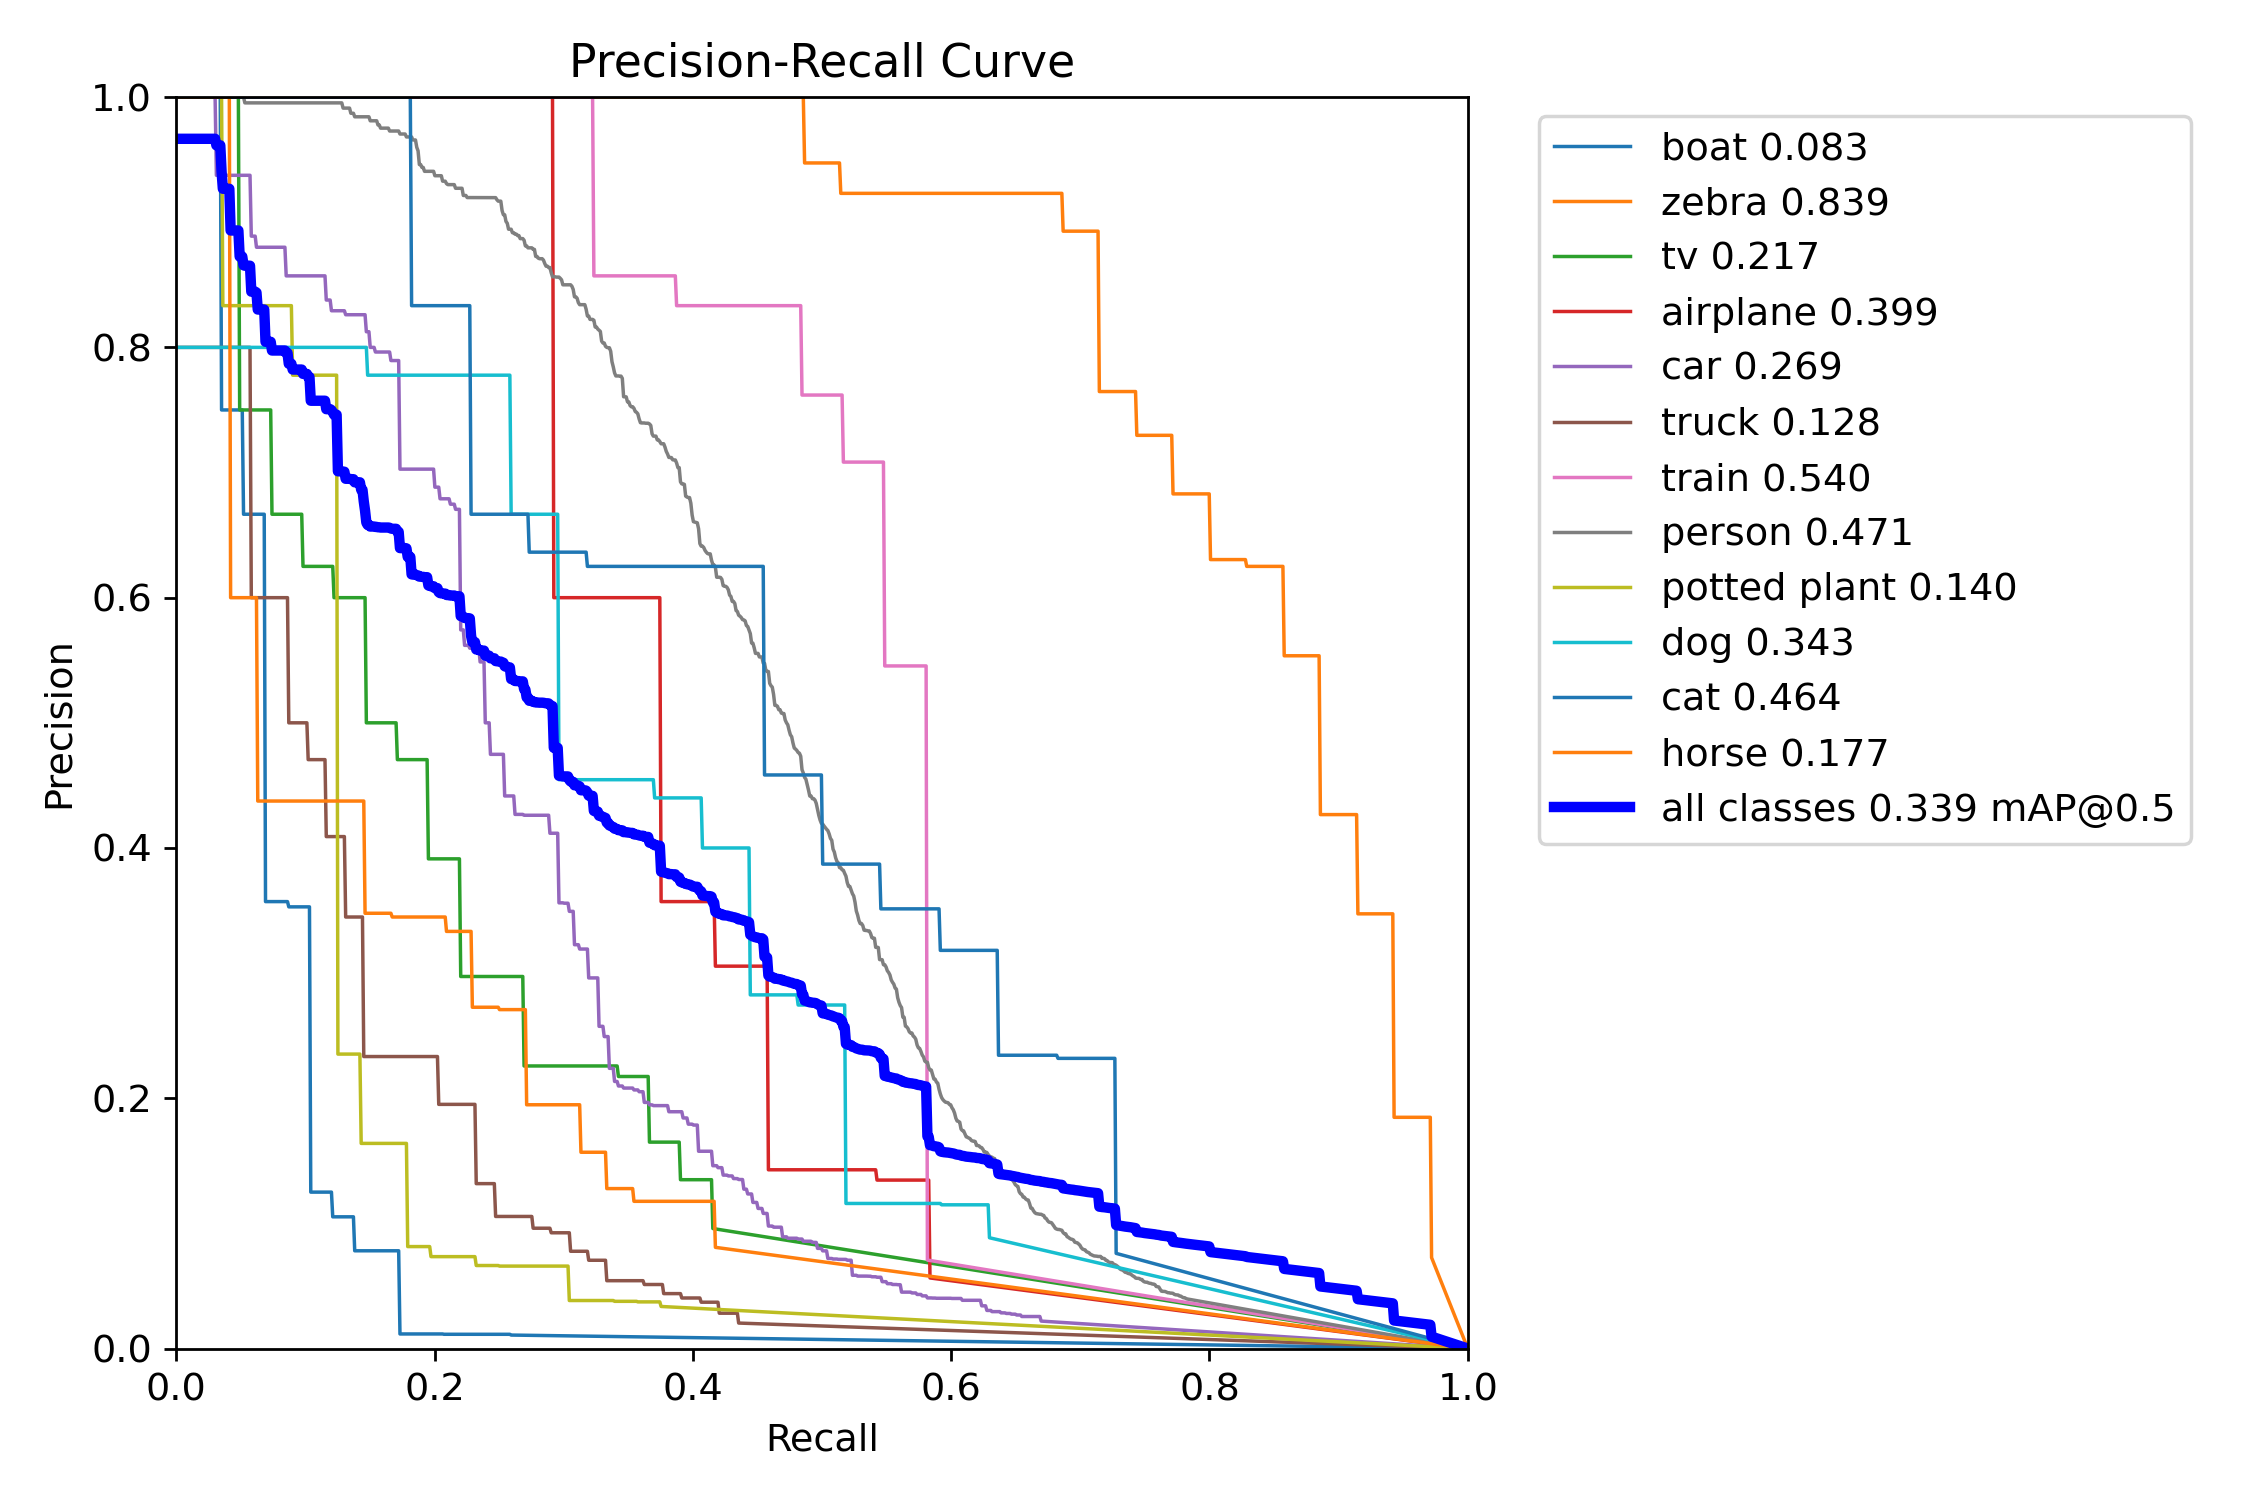 Precision-Recall Curve
1.0
0.8
0.6
0.4
0.2
0.0
Precision
0.0 0.2 0.4 0.6 0.8 1.0
Recall
boat 0.083
zebra 0.839
tv 0.217
airplane 0.399
car 0.269
truck 0.128
train 0.540
person 0.471
potted plant 0.140
dog 0.343
cat 0.464
horse 0.177
all classes 0.339 mAP@0.5